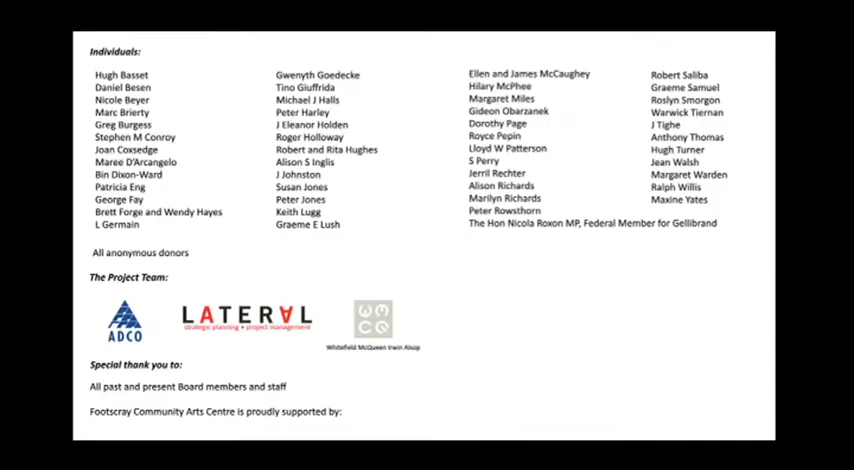 Individuals:
Hugh Basset
Daniel Besen
Nicole Beyer
Marc Brierty
Greg Burgess
Stephen M Conroy
Joan Coxsedge
Maree D'Arcangelo
Bin Dixon-Ward
Patricia Eng
George Fay
Brett Forge and Wendy Hayes
L Germain
Gwenyth Goedecke
Tino Giuffrida
Michael J Halls
Peter Harley
J Eleanor Holden
Roger Holloway
Robert and Rita Hughes
Alison S Inglis
J Johnston
Susan Jones
Peter Jones
Keith Lugg
Graeme E Lush
Ellen and James McCaughey
Hilary McPhee
Margaret Miles
Gideon Obarzanek
Dorothy Page
Royce Pepin
Lloyd W Patterson
S Perry
Jerril Rechter
Alison Richards
Marilyn Richards
Peter Rowsthorn
The Hon Nicola Roxon MP, Federal Member for Gellibrand
Robert Saliba
Graeme Samuel
Roslyn Smorgon
Warwick Tiernan
J Tighe
Anthony Thomas
Hugh Turner
Jean Walsh
Margaret Warden
Ralph Willis
Maxine Yates
All anonymous donors
The Project Team:
ADCO
LATERAL
strategic planning • project management
Whitefield McQueen Irwin Alsop
Special thank you to:
All past and present Board members and staff
Footscray Community Arts Centre is proudly supported by: